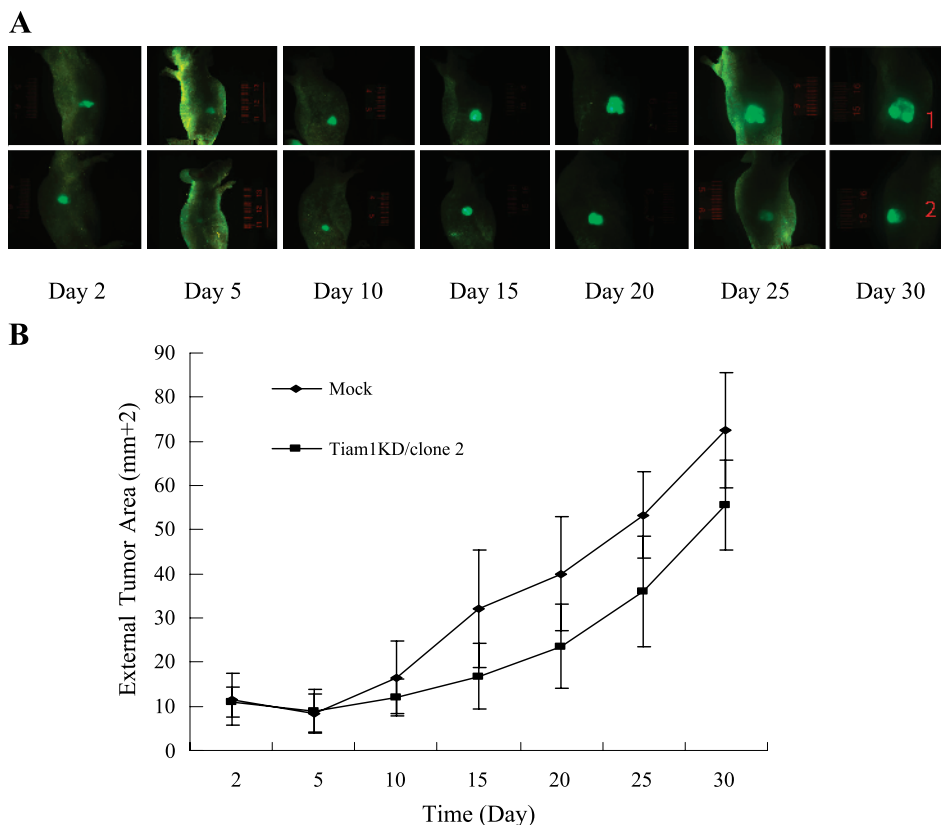 A
1
2
Day 2 Day 5 Day 10 Day 15 Day 20 Day 25 Day 30
B
External Tumor Area (mm+2)
90
80
70
60
50
40
30
20
10
0
Mock
Tiam1KD/clone 2
2 5 10 15 20 25 30
Time (Day)